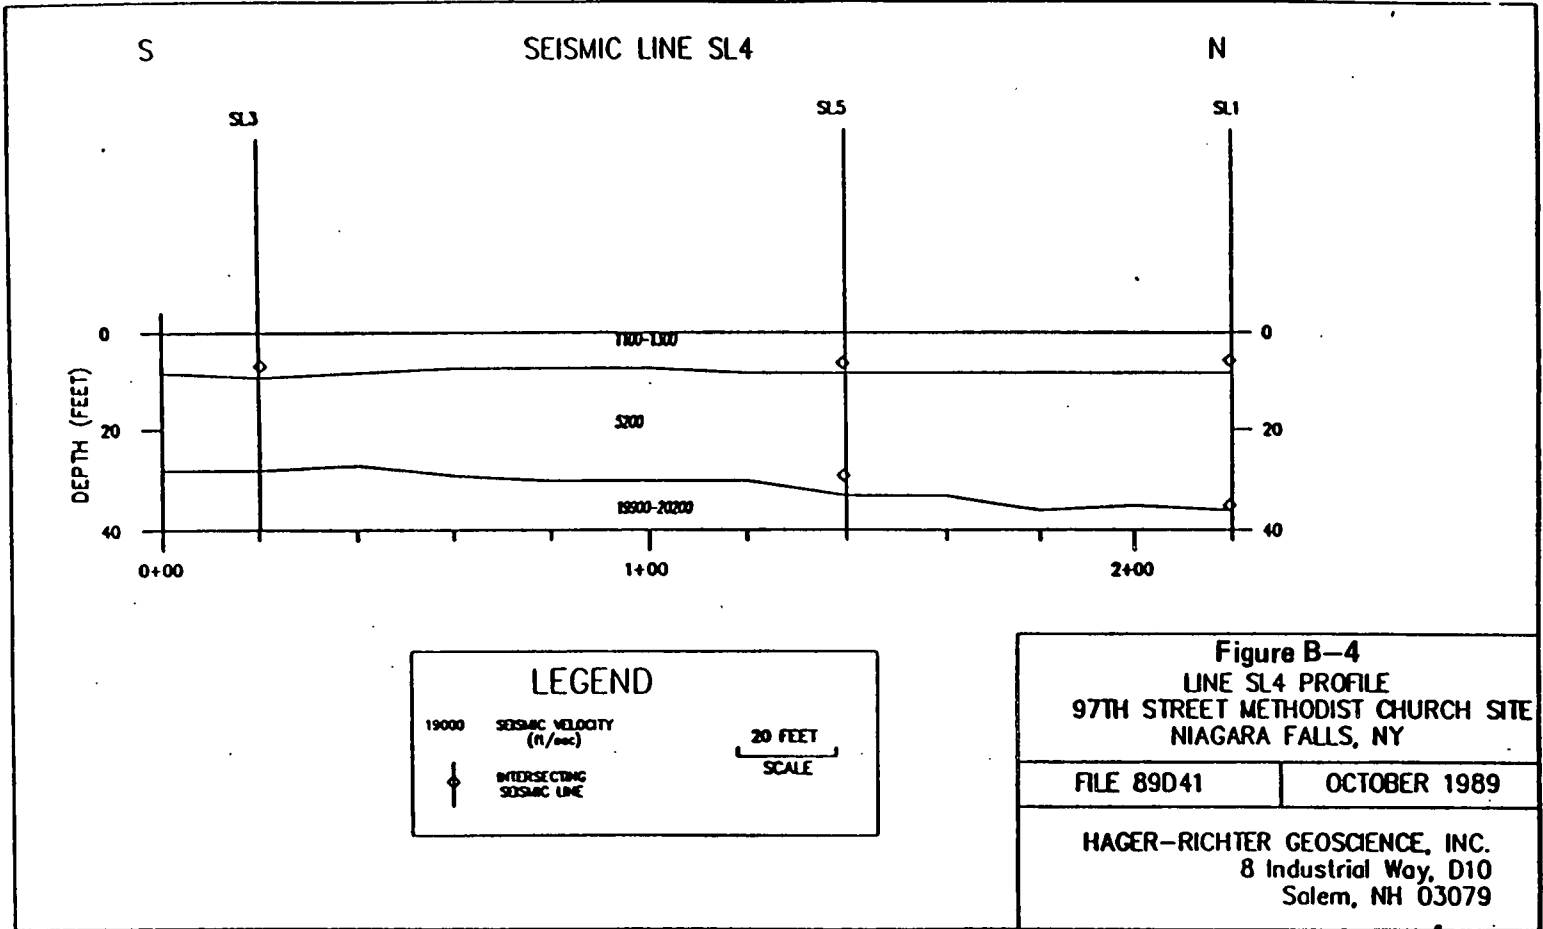 S SEISMIC LINE SL4 N
SL3 SL5 SL1
0 1100-1300 0
DEPTH (FEET)
20 5200 20
19900-20200
40 40
0+00 1+00 2+00
LEGEND
19000 SEISMIC VELOCITY
(ft/sec)
INTERSECTING
SEISMIC LINE
20 FEET
SCALE
Figure B-4
LINE SL4 PROFILE
97TH STREET METHODIST CHURCH SITE
NIAGARA FALLS, NY
FILE 89D41 OCTOBER 1989
HAGER-RICHTER GEOSCIENCE, INC.
8 Industrial Way, D10
Salem, NH 03079